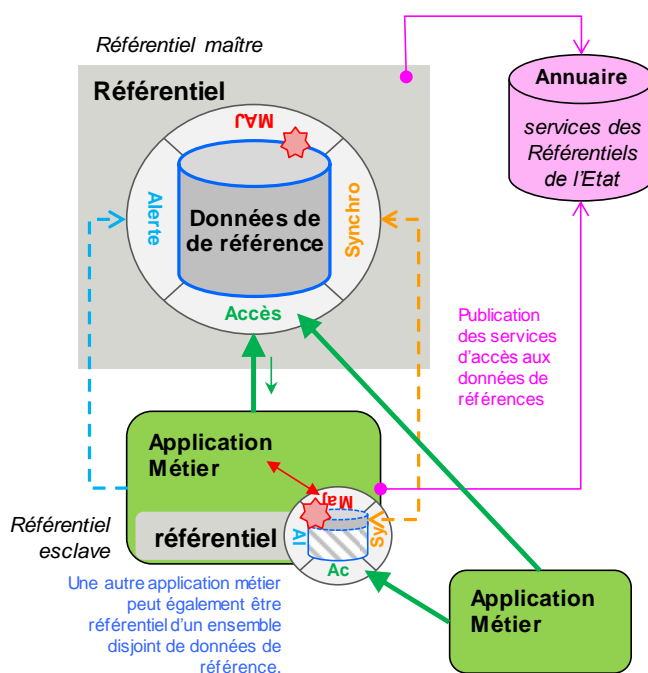 Référentiel maître
Référentiel
MAJ
Alerte
Synchro
Données de
de référence
Accès
Annuaire
services des
Référentiels
de l'Etat
Publication
des services
d'accès aux
données de
références
Application
Métier
Référentiel
esclave
référentiel
Maj
Al
Sy
Ac
Une autre application métier
peut également être
référentiel d'un ensemble
disjoint de données de
référence.
Application
Métier